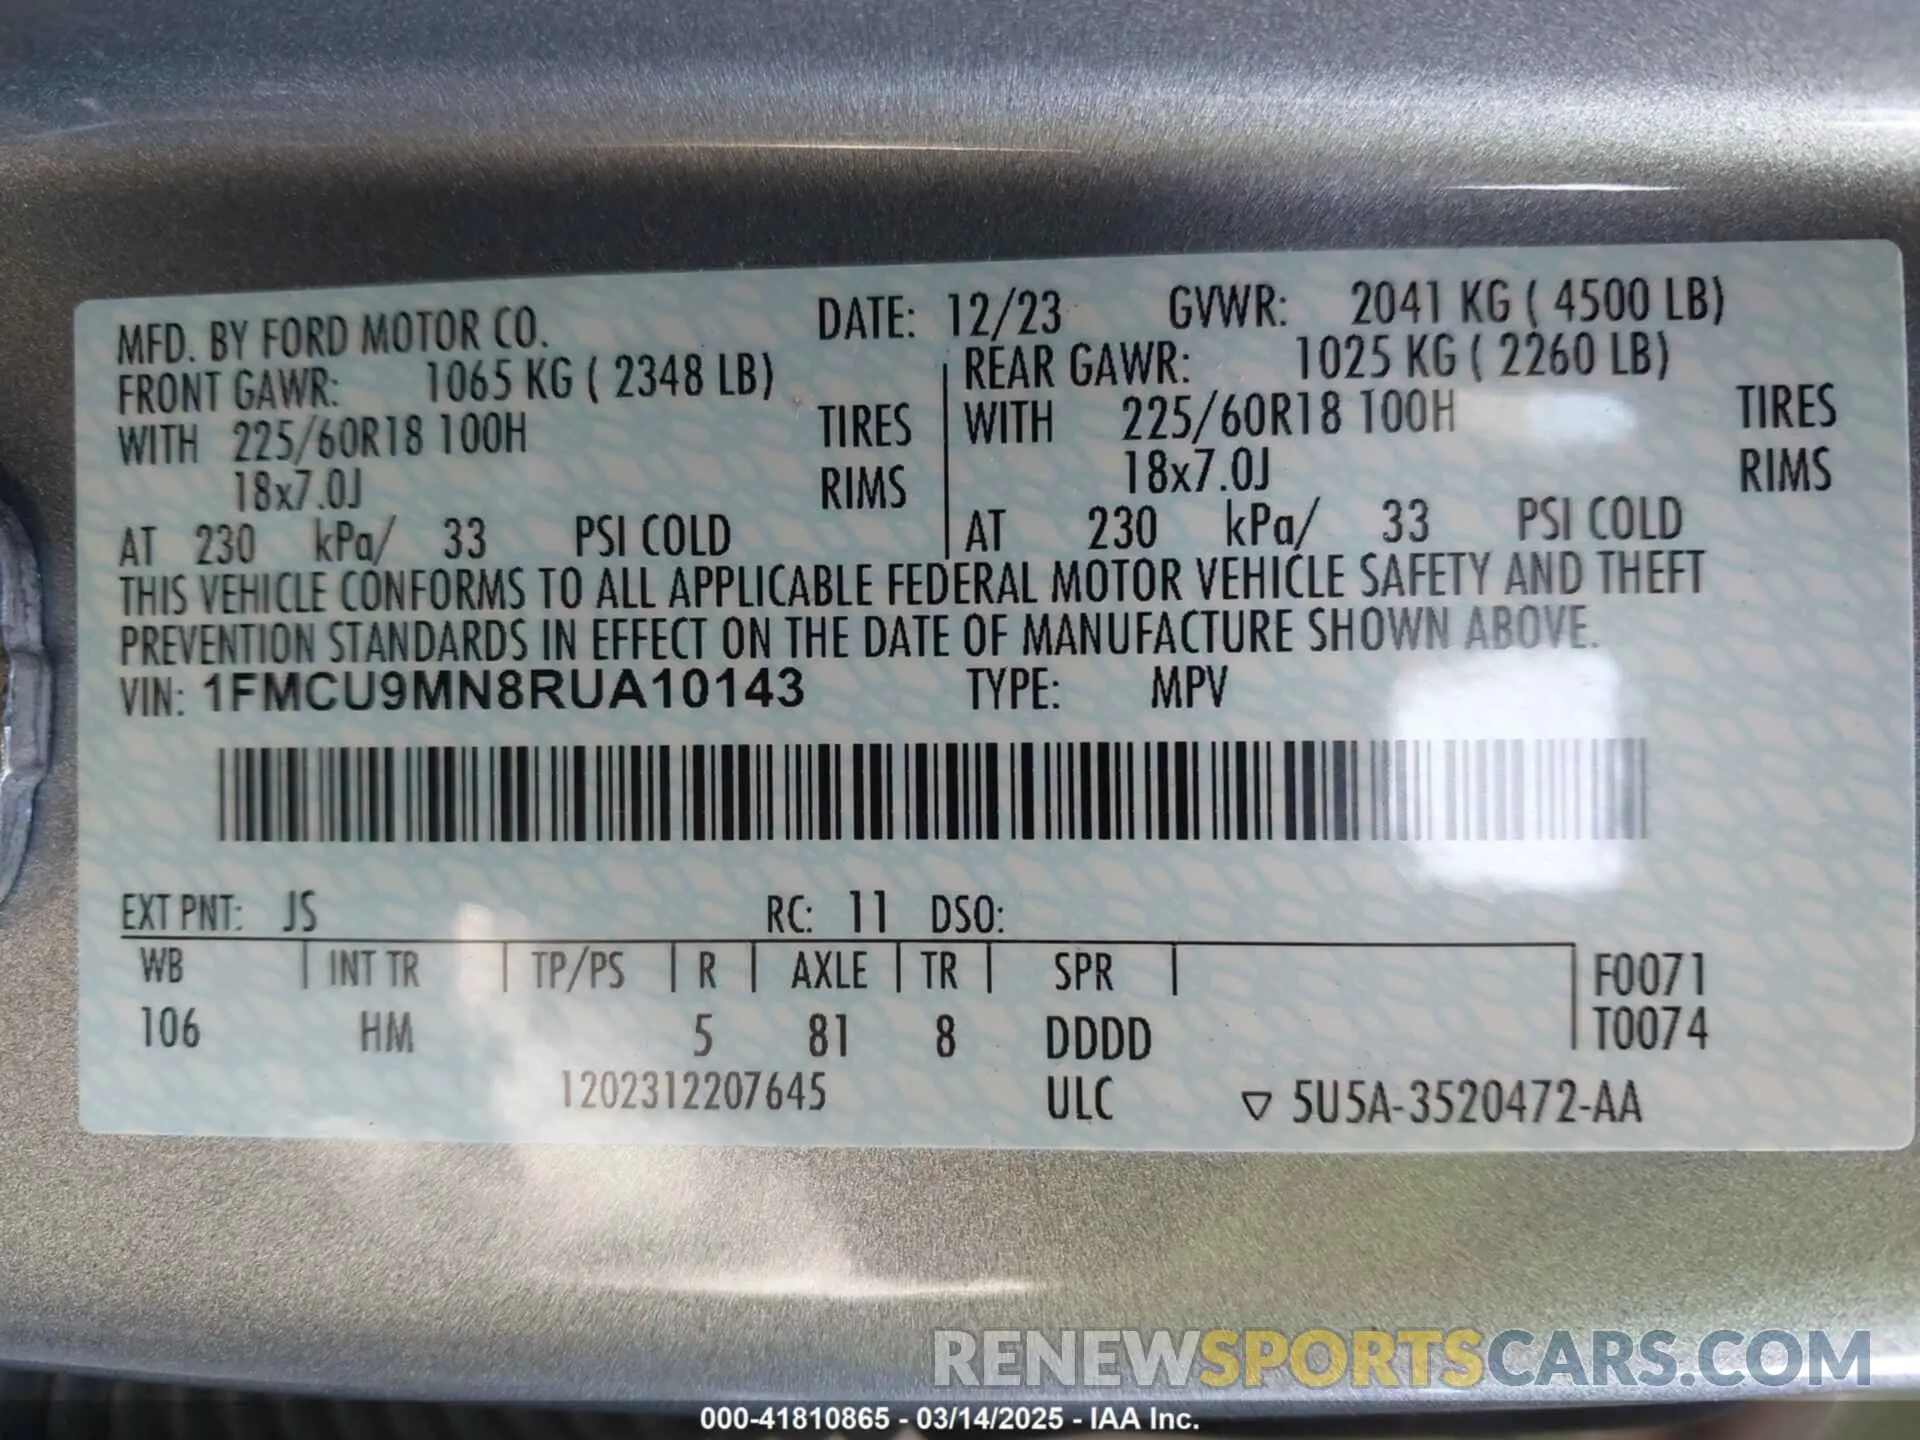 MFD. BY FORD MOTOR CO. DATE: 12/23 GVWR: 2041 KG ( 4500 LB)
FRONT GAWR: 1065 KG ( 2348 LB) REAR GAWR: 1025 KG ( 2260 LB)
WITH 225/60R18 100H TIRES WITH 225/60R18 100H TIRES
18x7.0J RIMS 18x7.0J RIMS
AT 230 kPa/ 33 PSI COLD AT 230 kPa/ 33 PSI COLD
THIS VEHICLE CONFORMS TO ALL APPLICABLE FEDERAL MOTOR VEHICLE SAFETY AND THEFT
PREVENTION STANDARDS IN EFFECT ON THE DATE OF MANUFACTURE SHOWN ABOVE.
VIN: 1FMCU9MN8RUA10143 TYPE: MPV
EXT PNT: JS RC: 11 DSO:
WB INT TR TP/PS R AXLE TR SPR F0071
106 HM 5 81 8 DDDD T0074
1202312207645 ULC ▽ 5U5A-3520472-AA
RENEWSPORTSCARS.COM
000-41810865 - 03/14/2025 - IAA Inc.